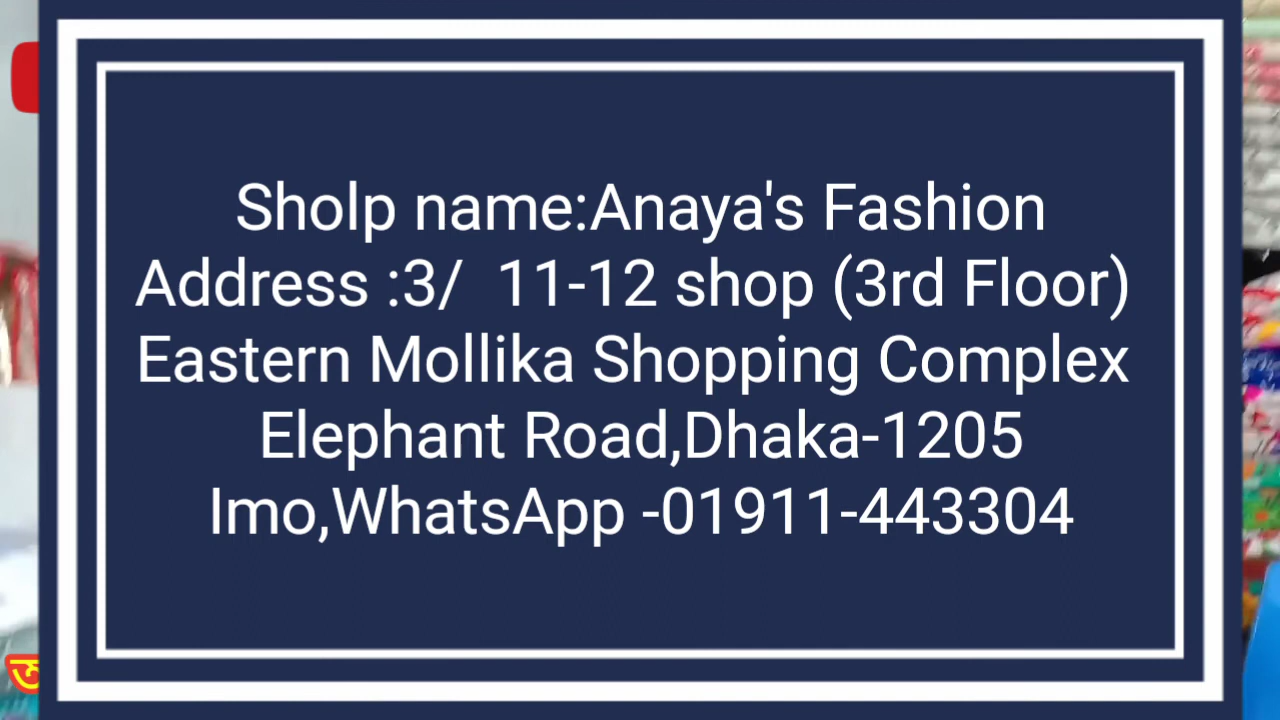 Sholp name:Anaya's Fashion
Address :3/  11-12 shop (3rd Floor)
Eastern Mollika Shopping Complex
Elephant Road,Dhaka-1205
Imo,WhatsApp -01911-443304